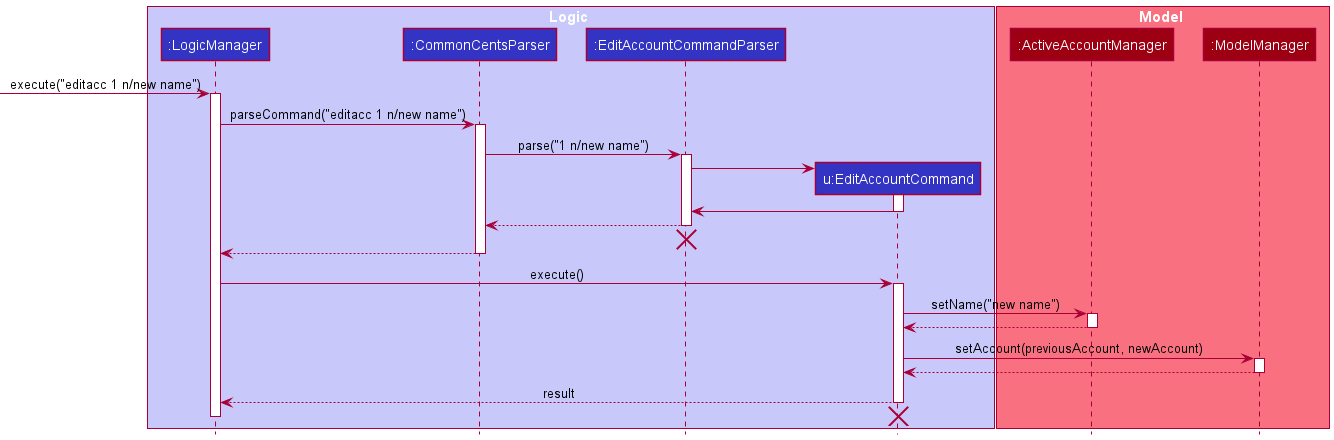 Logic
Model
:LogicManager
:CommonCentsParser
:EditAccountCommandParser
:ActiveAccountManager
:ModelManager
execute("editacc 1 n/new name")
parseCommand("editacc 1 n/new name")
parse("1 n/new name")
u:EditAccountCommand
execute()
setName("new name")
setAccount(previousAccount, newAccount)
result